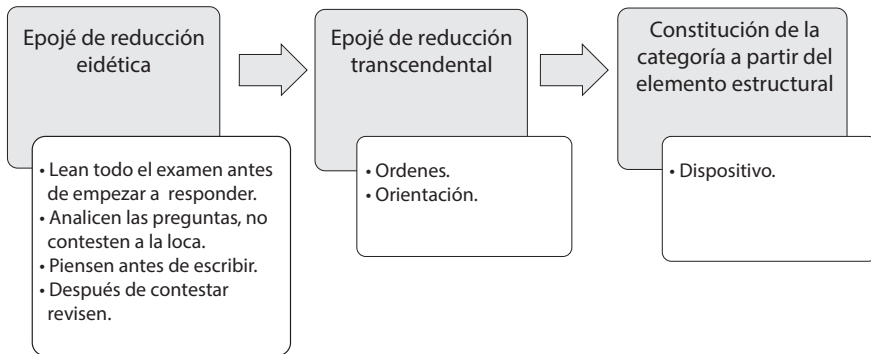 Epojé de reducción
eidética
• Lean todo el examen antes
de empezar a responder.
• Analicen las preguntas, no
contesten a la loca.
• Piensen antes de escribir.
• Después de contestar
revisen.
Epojé de reducción
transcendental
• Ordenes.
• Orientación.
Constitución de la
categoría a partir del
elemento estructural
• Dispositivo.